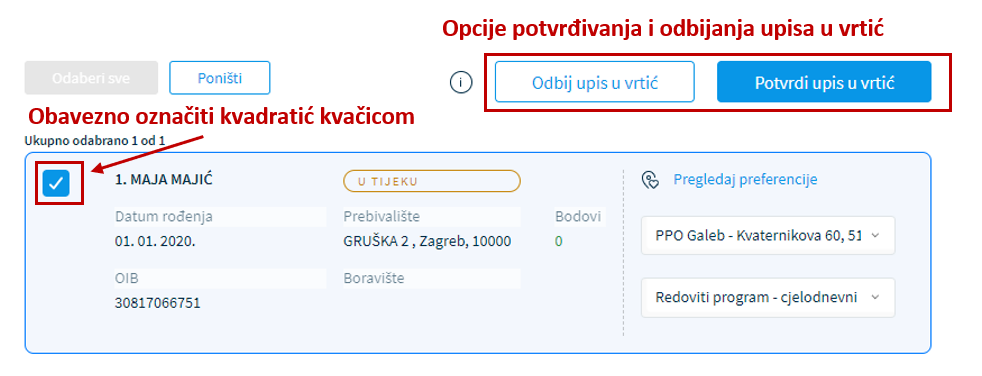 Opcije potvrđivanja i odbijanja upisa u vrtić
Odaberi sve
Poništi
i
Odbij upis u vrtić
Potvrdi upis u vrtić
Obavezno označiti kvadratić kvačicom
Ukupno odabrano 1 od 1
1. MAJA MAJIĆ
U TIJEKU
Pregledaj preferencije
Datum rođenja
Prebivalište
Bodovi
01. 01. 2020.
GRUŠKA 2 , Zagreb, 10000
0
PPO Galeb - Kvaternikova 60, 51
OIB
Boravište
30817066751
Redoviti program - cjelodnevni